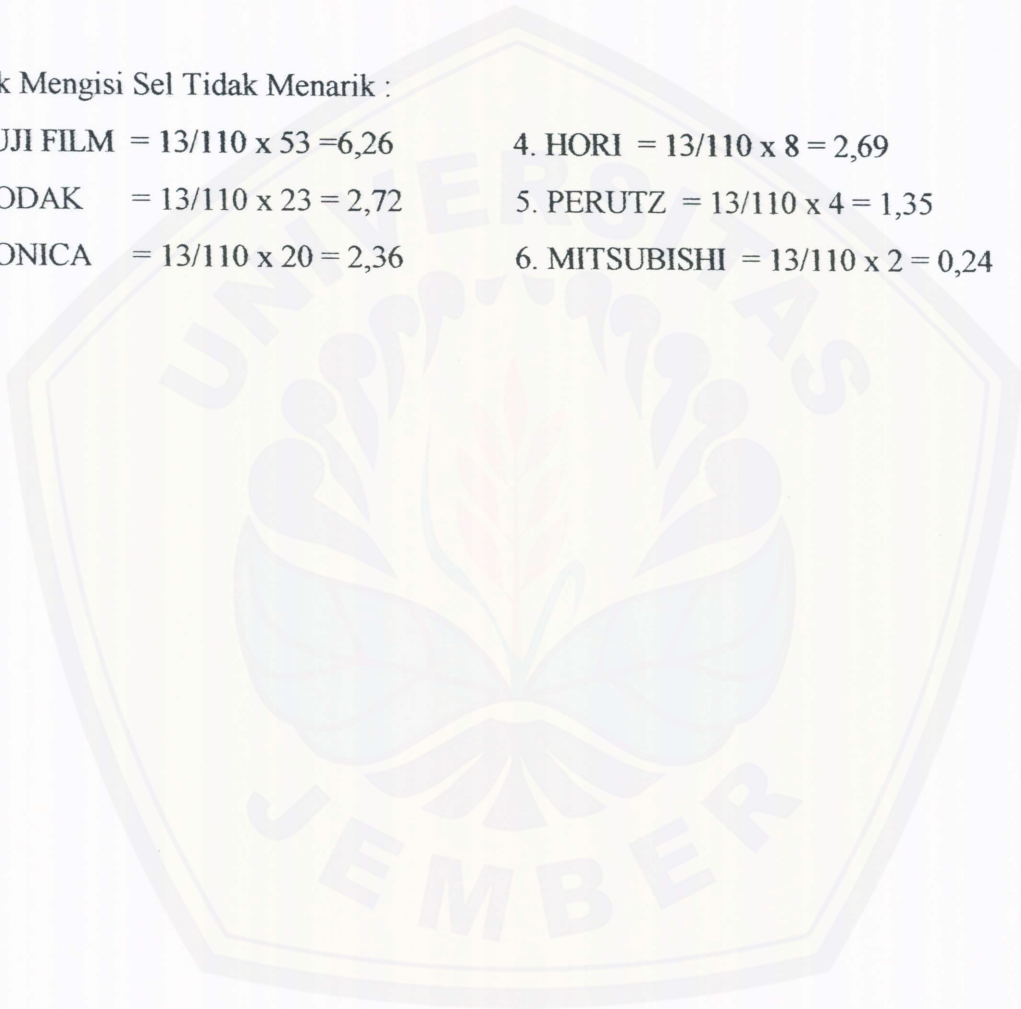 k Mengisi Sel Tidak Menarik :
UJI FILM = 13/110 x 53 =6,26
ODAK = 13/110 x 23 = 2,72
ONICA = 13/110 x 20 = 2,36
4. HORI = 13/110 x 8 = 2,69
5. PERUTZ = 13/110 x 4 = 1,35
6. MITSUBISHI = 13/110 x 2 = 0,24
UNIVERSITAS
JEMBER